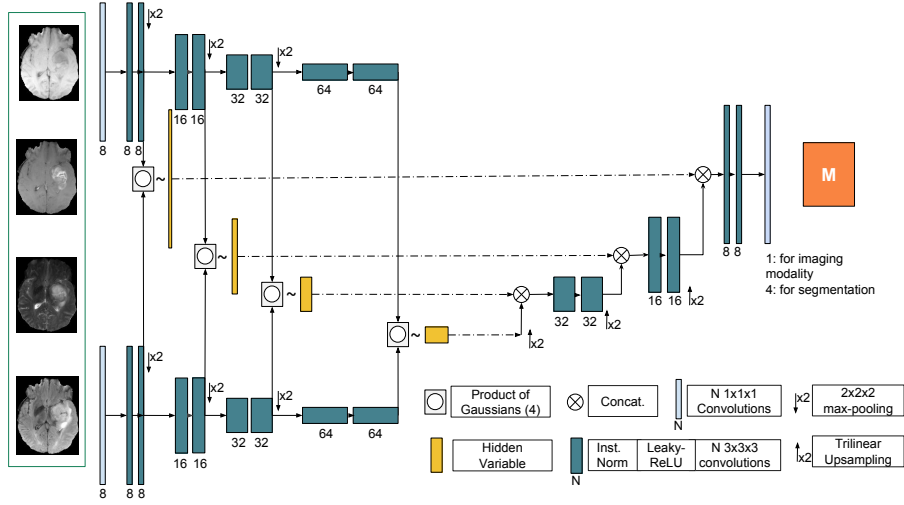 x2
x2
x2
x2
8
8 8
16 16
32 32
64
64
~
~
~
~
M
8 8
1: for imaging
modality
4: for segmentation
16 16
x2
32 32
x2
x2
x2
x2
x2
16 16
32 32
64
64
8
8 8
Product of
Gaussians (4)
Concat.
N
N 1x1x1
Convolutions
x2
2x2x2
max-pooling
Hidden
Variable
N
Inst.
Norm
Leaky-
ReLU
N 3x3x3
convolutions
x2
Trilinear
Upsampling